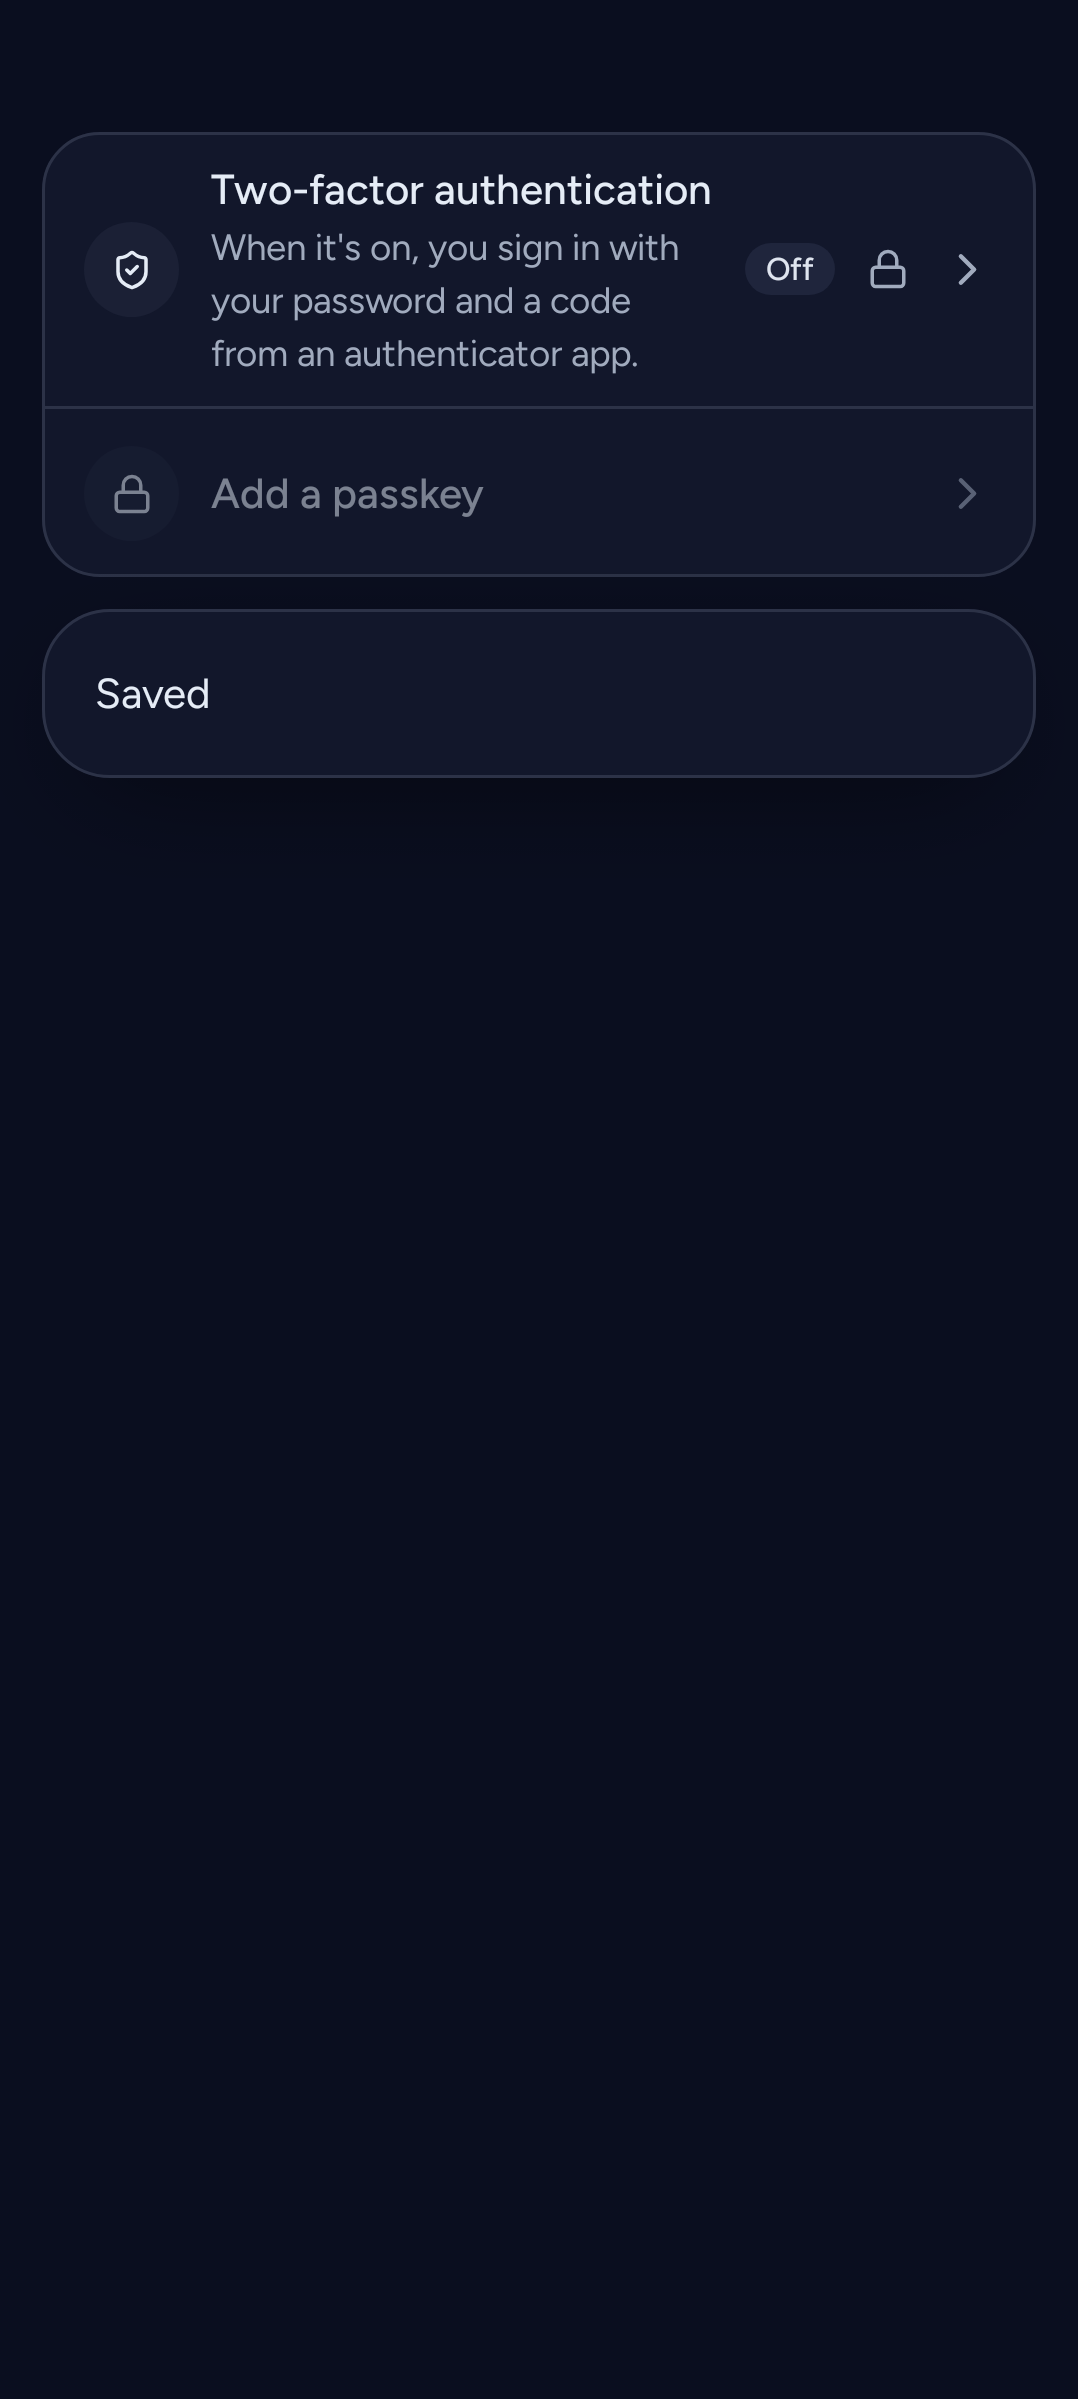 Two-factor authentication
When it's on, you sign in with
your password and a code
from an authenticator app.
Off
Add a passkey
Saved